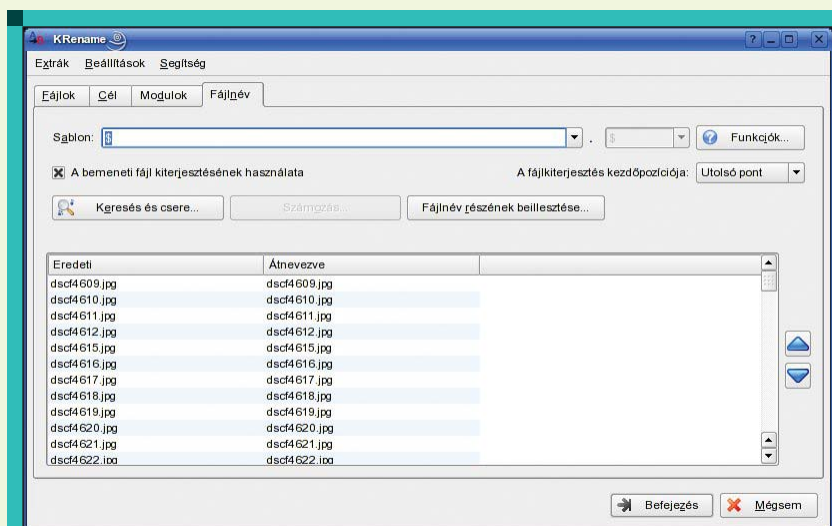 KRename
Extrák Beállítások Segítség
Fájlok Cél Modulok Fájlnév
Sablon: $ . $ Funkciók...
A bemeneti fájl kiterjesztésének használata A fájlkiterjesztés kezdőpozíciója: Utolsó pont
Keresés és csere... Számozás... Fájlnév részének beillesztése...
Eredeti Átnevezve
dscf4609.jpg dscf4609.jpg
dscf4610.jpg dscf4610.jpg
dscf4611.jpg dscf4611.jpg
dscf4612.jpg dscf4612.jpg
dscf4615.jpg dscf4615.jpg
dscf4616.jpg dscf4616.jpg
dscf4617.jpg dscf4617.jpg
dscf4618.jpg dscf4618.jpg
dscf4619.jpg dscf4619.jpg
dscf4620.jpg dscf4620.jpg
dscf4621.jpg dscf4621.jpg
dscf4622.jpg dscf4622.jpg
Befejezés Mégsem